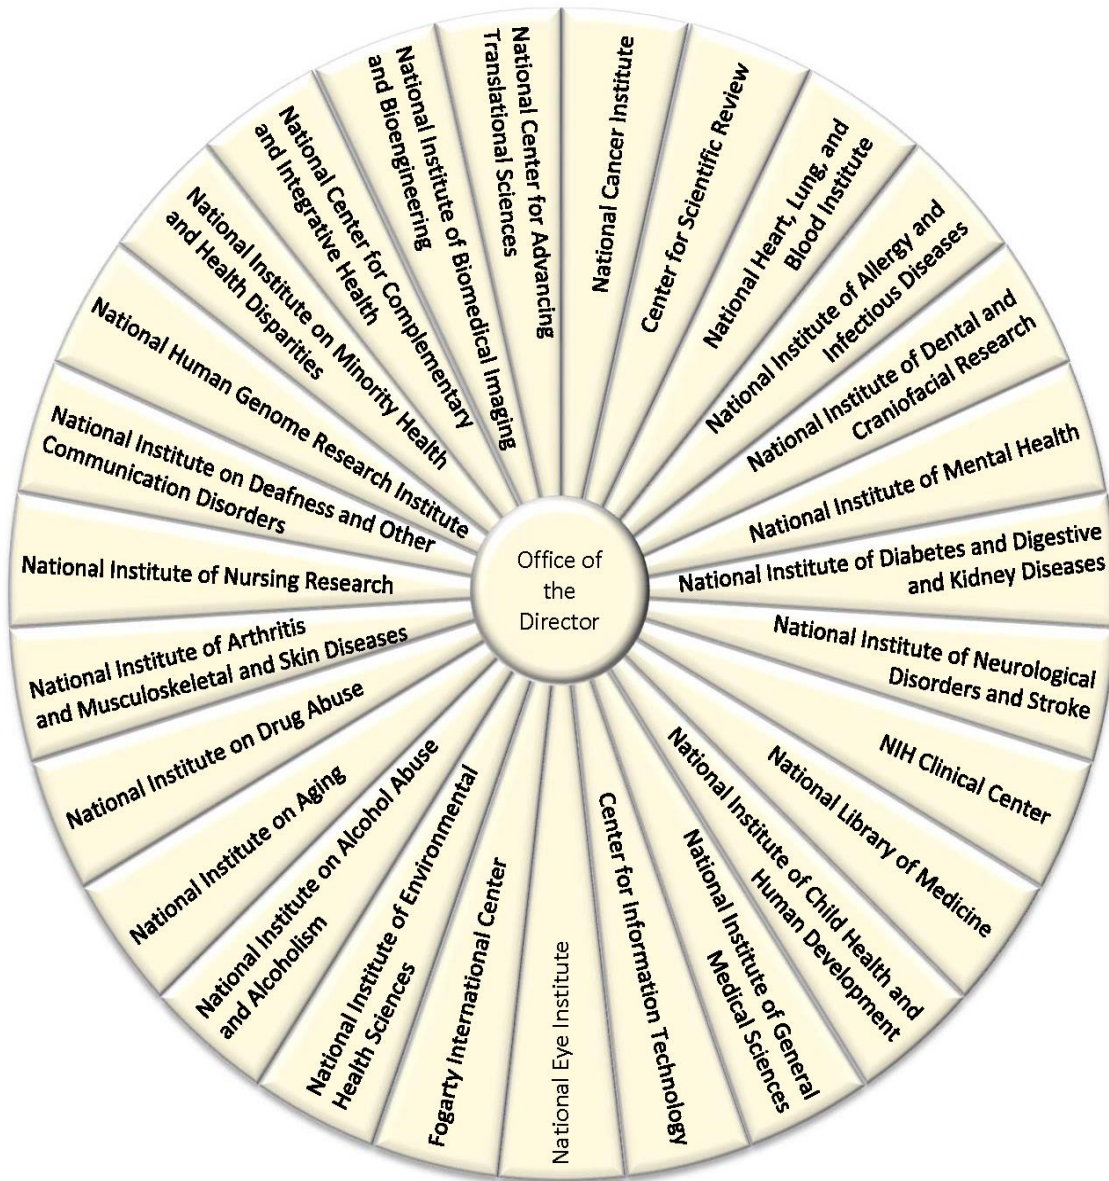 Office of
the
Director
National Cancer Institute
Center for Scientific Review
National Heart, Lung, and
Blood Institute
National Institute of Allergy and
Infectious Diseases
National Institute of Dental and
Craniofacial Research
National Institute of Mental Health
National Institute of Diabetes and Digestive
and Kidney Diseases
National Institute of Neurological
Disorders and Stroke
NIH Clinical Center
National Library of Medicine
National Institute of Child Health and
Human Development
National Institute of General
Medical Sciences
Center for Information Technology
National Eye Institute
Fogarty International Center
National Institute of Environmental
Health Sciences
National Institute on Alcohol Abuse
and Alcoholism
National Institute on Aging
National Institute on Drug Abuse
National Institute of Arthritis
and Musculoskeletal and Skin Diseases
National Institute of Nursing Research
National Institute on Deafness and Other
Communication Disorders
National Human Genome Research Institute
National Institute on Minority Health
and Health Disparities
National Center for Complementary
and Integrative Health
National Institute of Biomedical Imaging
and Bioengineering
National Center for Advancing
Translational Sciences